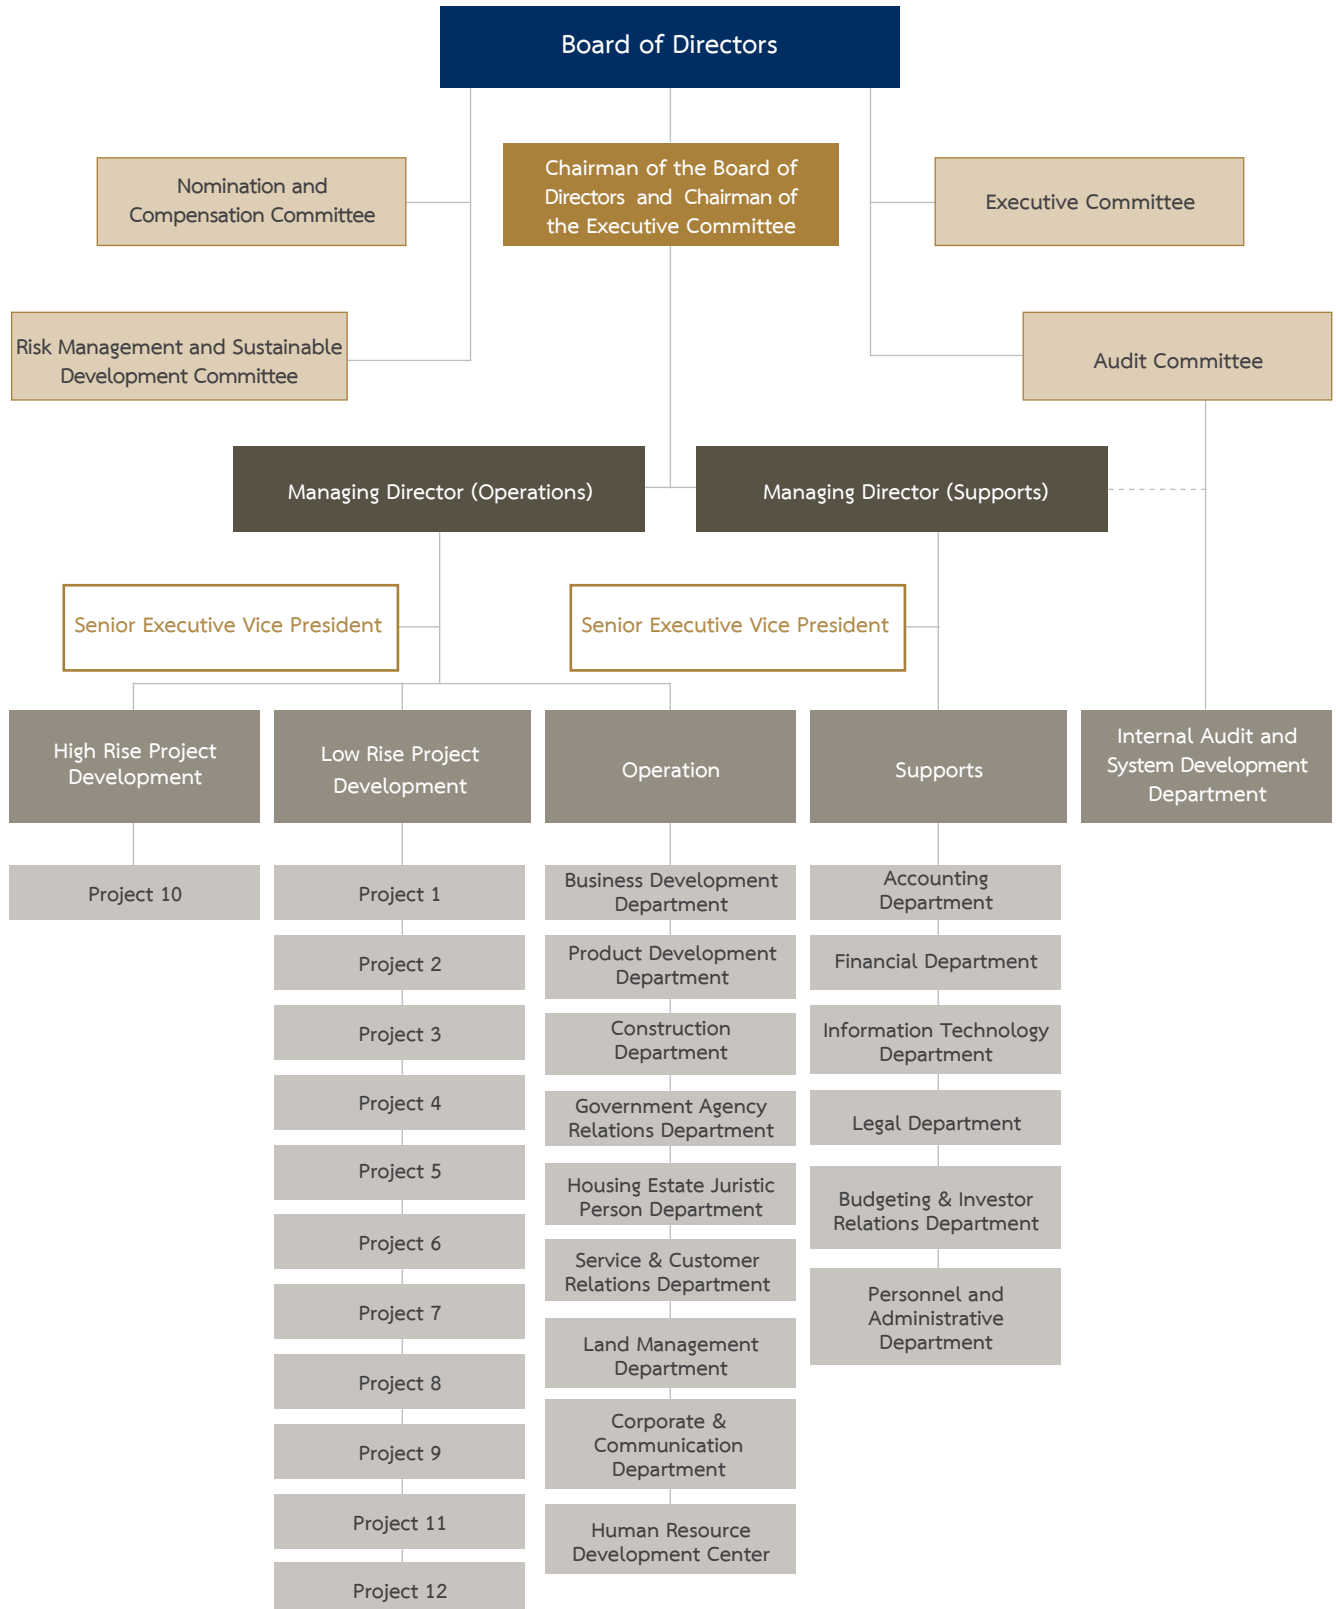 Board of Directors
Nomination and
Compensation Committee
Chairman of the Board of
Directors and Chairman of
the Executive Committee
Executive Committee
Risk Management and Sustainable
Development Committee
Audit Committee
Managing Director (Operations)
Managing Director (Supports)
Senior Executive Vice President
Senior Executive Vice President
High Rise Project
Development
Low Rise Project
Development
Operation
Supports
Internal Audit and
System Development
Department
Project 10
Project 1
Project 2
Project 3
Project 4
Project 5
Project 6
Project 7
Project 8
Project 9
Project 11
Project 12
Business Development
Department
Product Development
Department
Construction
Department
Government Agency
Relations Department
Housing Estate Juristic
Person Department
Service & Customer
Relations Department
Land Management
Department
Corporate &
Communication
Department
Human Resource
Development Center
Accounting
Department
Financial Department
Information Technology
Department
Legal Department
Budgeting & Investor
Relations Department
Personnel and
Administrative
Department